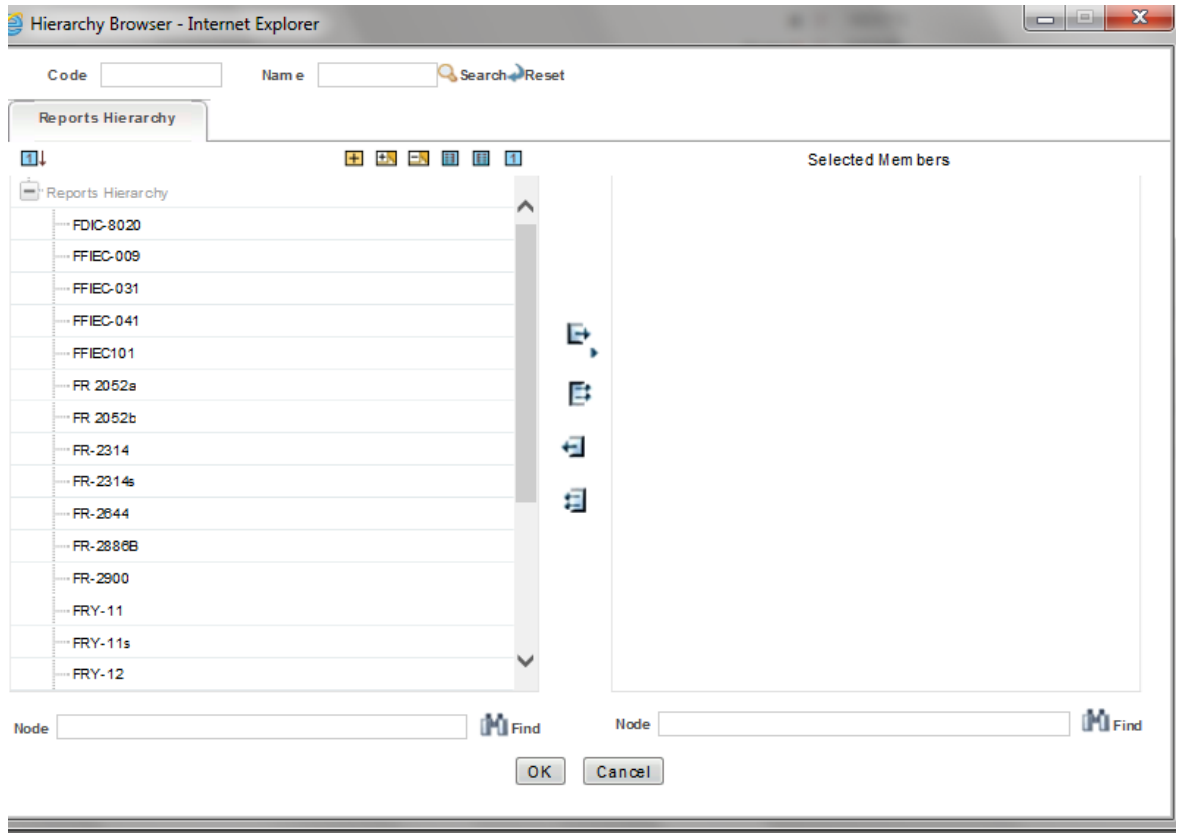 Hierarchy Browser - Internet Explorer
Code Name Search Reset
Reports Hierarchy
Selected Members
Reports Hierarchy
FDIC-8020
FFIEC-009
FFIEC-031
FFIEC-041
FFIEC101
FR 2052a
FR 2052b
FR-2314
FR-2314s
FR-2644
FR-2886B
FR-2900
FRY-11
FRY-11s
FRY-12
Node Find Node Find
OK Cancel